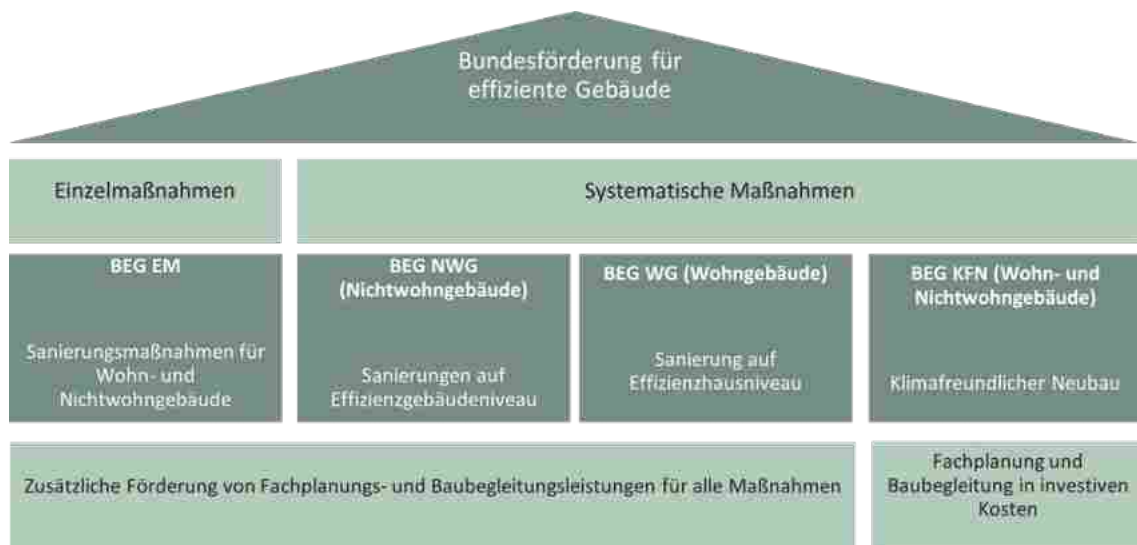 Bundesförderung für
effiziente Gebäude
Einzelmaßnahmen
Systematische Maßnahmen
BEG EM
Sanierungsmaßnahmen für
Wohn- und
Nichtwohngebäude
BEG NWG
(Nichtwohngebäude)
Sanierungen auf
Effizienzgebäudeniveau
BEG WG (Wohngebäude)
Sanierung auf
Effizienzhausniveau
BEG KFN (Wohn- und
Nichtwohngebäude)
Klimafreundlicher Neubau
Zusätzliche Förderung von Fachplanungs- und Baubegleitungsleistungen für alle Maßnahmen
Fachplanung und
Baubegleitung in investiven
Kosten